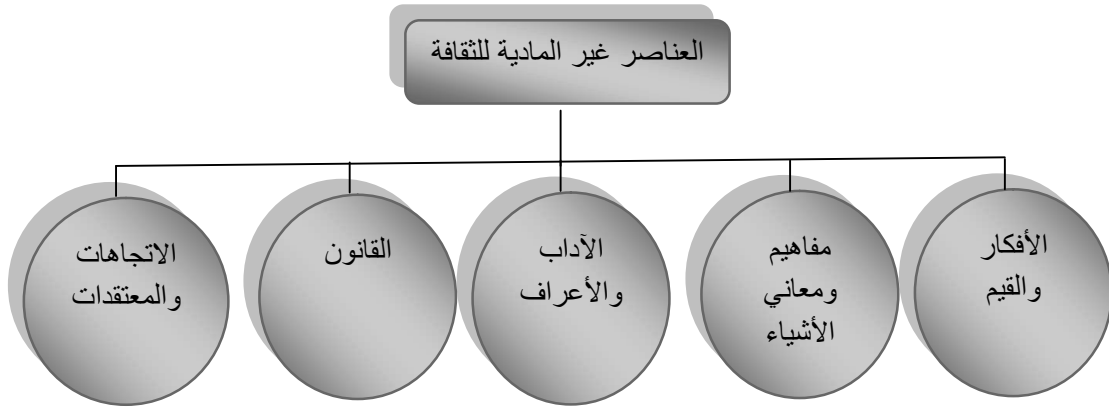 العناصر غير المادية للثقافة
الأفكار
والقيم
مفاهيم
ومعاني
الأشياء
الآداب
والأعراف
القانون
الاتجاهات
والمعتقدات